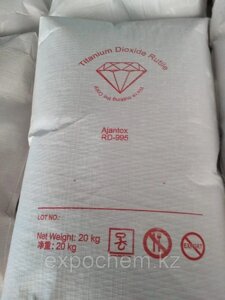 Titanium Dioxide Rutile
Ajantox
RD-995
LOT NO.:
Net Weight: 20 kg
净重: 20 kg
expochem.kz